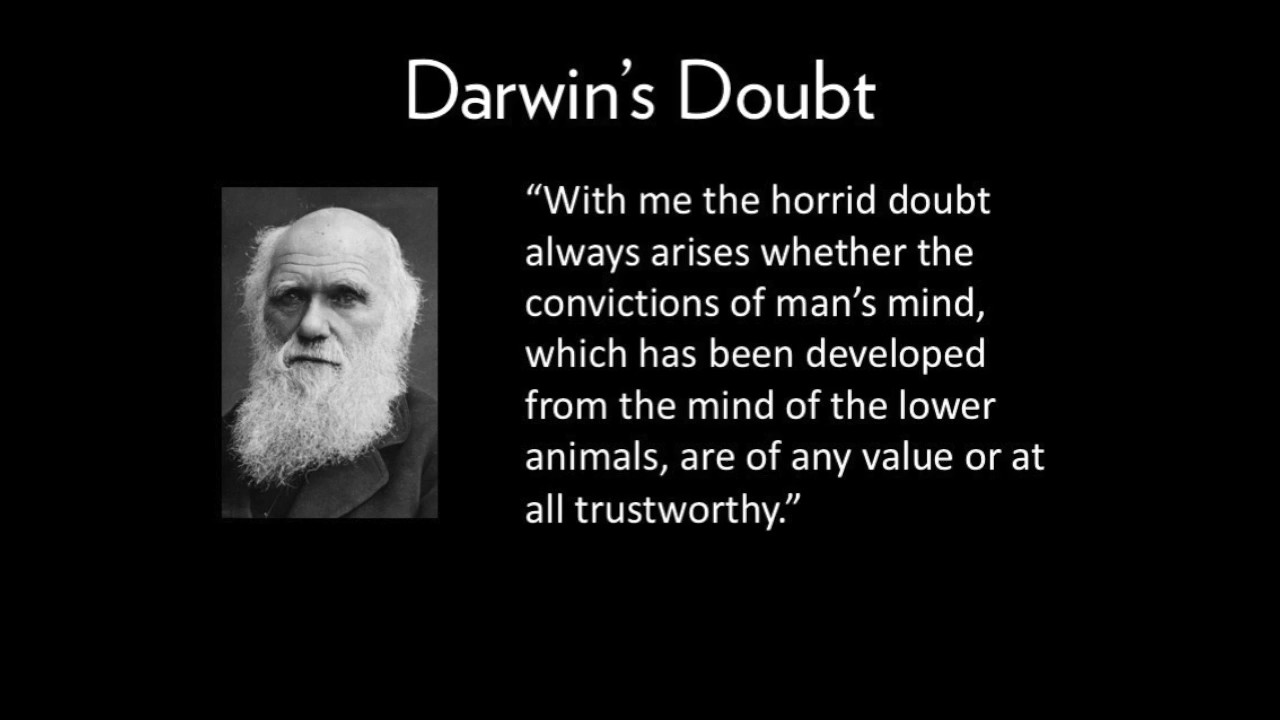 Darwin’s Doubt
“With me the horrid doubt
always arises whether the
convictions of man’s mind,
which has been developed
from the mind of the lower
animals, are of any value or at
all trustworthy.”